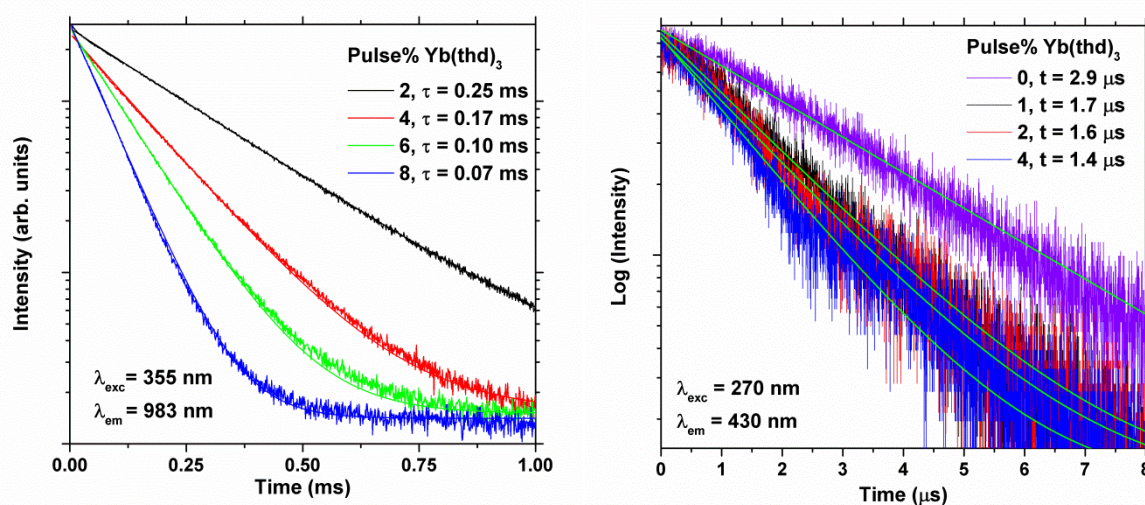 Pulse% Yb(thd)₃
2, τ = 0.25 ms
4, τ = 0.17 ms
6, τ = 0.10 ms
8, τ = 0.07 ms
Intensity (arb. units)
λexc = 355 nm
λem = 983 nm
0.00 0.25 0.50 0.75 1.00
Time (ms)
Pulse% Yb(thd)₃
0, t = 2.9 μs
1, t = 1.7 μs
2, t = 1.6 μs
4, t = 1.4 μs
Log (Intensity)
λexc = 270 nm
λem = 430 nm
0 1 2 3 4 5 6 7 8
Time (μs)